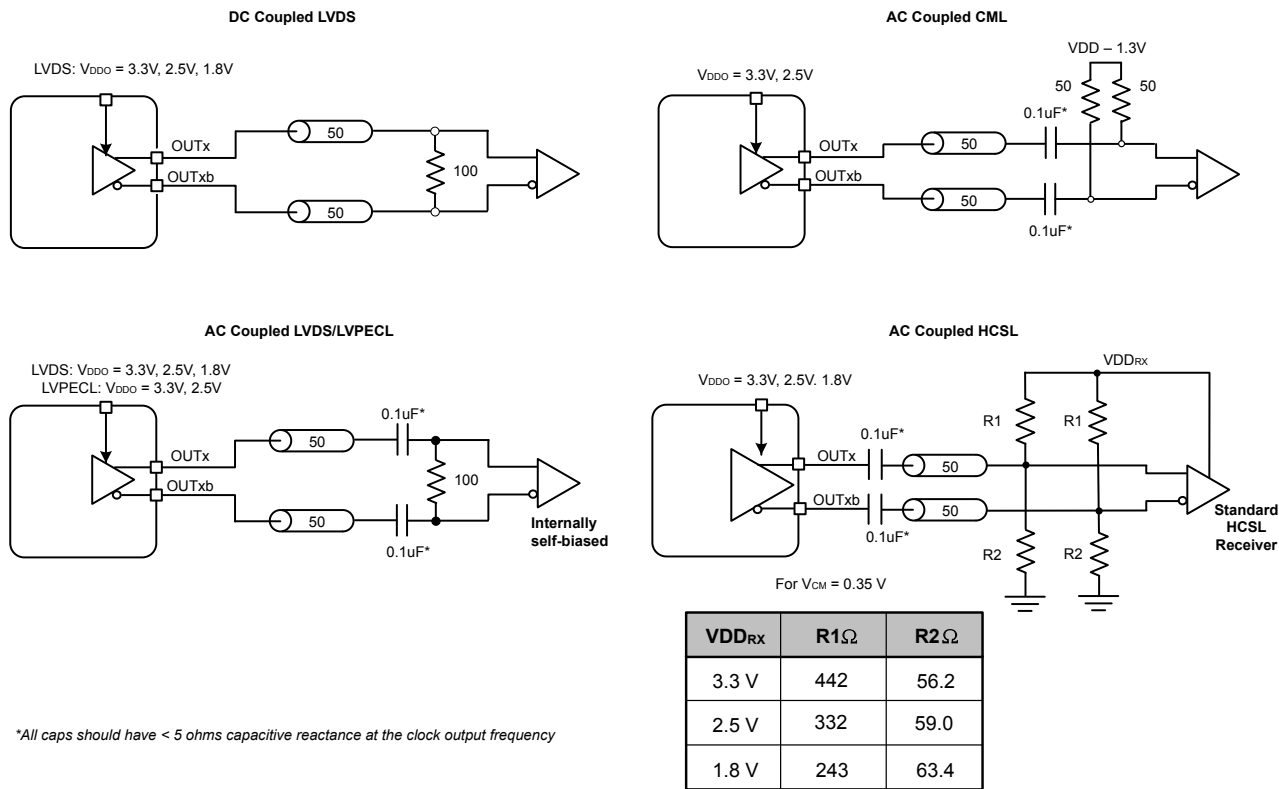 DC Coupled LVDS
LVDS: VDDO = 3.3V, 2.5V, 1.8V
OUTx
OUTxb
50
50
100
AC Coupled CML
VDD – 1.3V
VDDO = 3.3V, 2.5V
50
50
0.1uF*
OUTx
OUTxb
50
50
0.1uF*
AC Coupled LVDS/LVPECL
LVDS: VDDO = 3.3V, 2.5V, 1.8V
LVPECL: VDDO = 3.3V, 2.5V
0.1uF*
50
OUTx
100
OUTxb
50
0.1uF*
Internally
self-biased
AC Coupled HCSL
VDDRX
VDDO = 3.3V, 2.5V. 1.8V
R1
R1
0.1uF*
OUTx
50
OUTxb
50
0.1uF*
Standard
HCSL
Receiver
R2
R2
For VCM = 0.35 V
VDDRX R1Ω R2Ω
3.3 V 442 56.2
2.5 V 332 59.0
1.8 V 243 63.4
*All caps should have < 5 ohms capacitive reactance at the clock output frequency